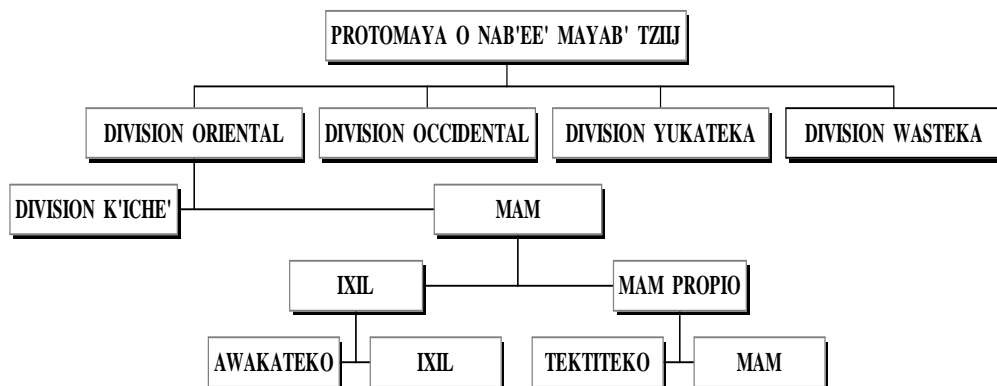 PROTOMAYA O NAB'EE' MAYAB' TZIIJ
DIVISION ORIENTAL
DIVISION OCCIDENTAL
DIVISION YUKATEKA
DIVISION WASTEKA
DIVISION K'ICHE'
MAM
IXIL
MAM PROPIO
AWAKATEKO
IXIL
TEKTITEKO
MAM